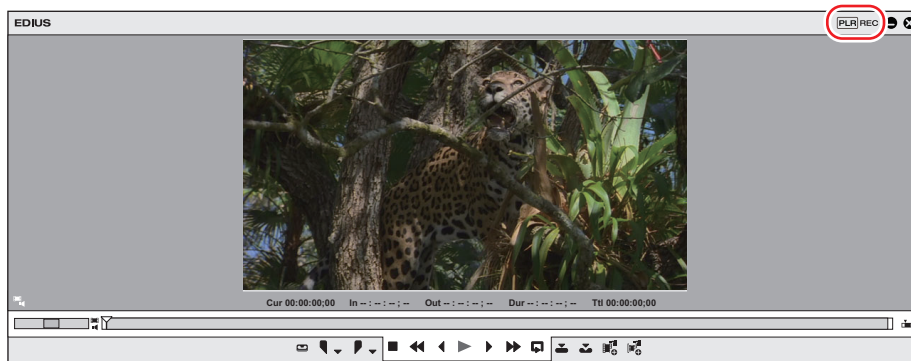 EDIUS PLR REC
Cur 00:00:00;00 In -- : -- : -- ; -- Out -- : -- : -- ; -- Dur -- : -- : -- ; -- Ttl 00:00:00;00